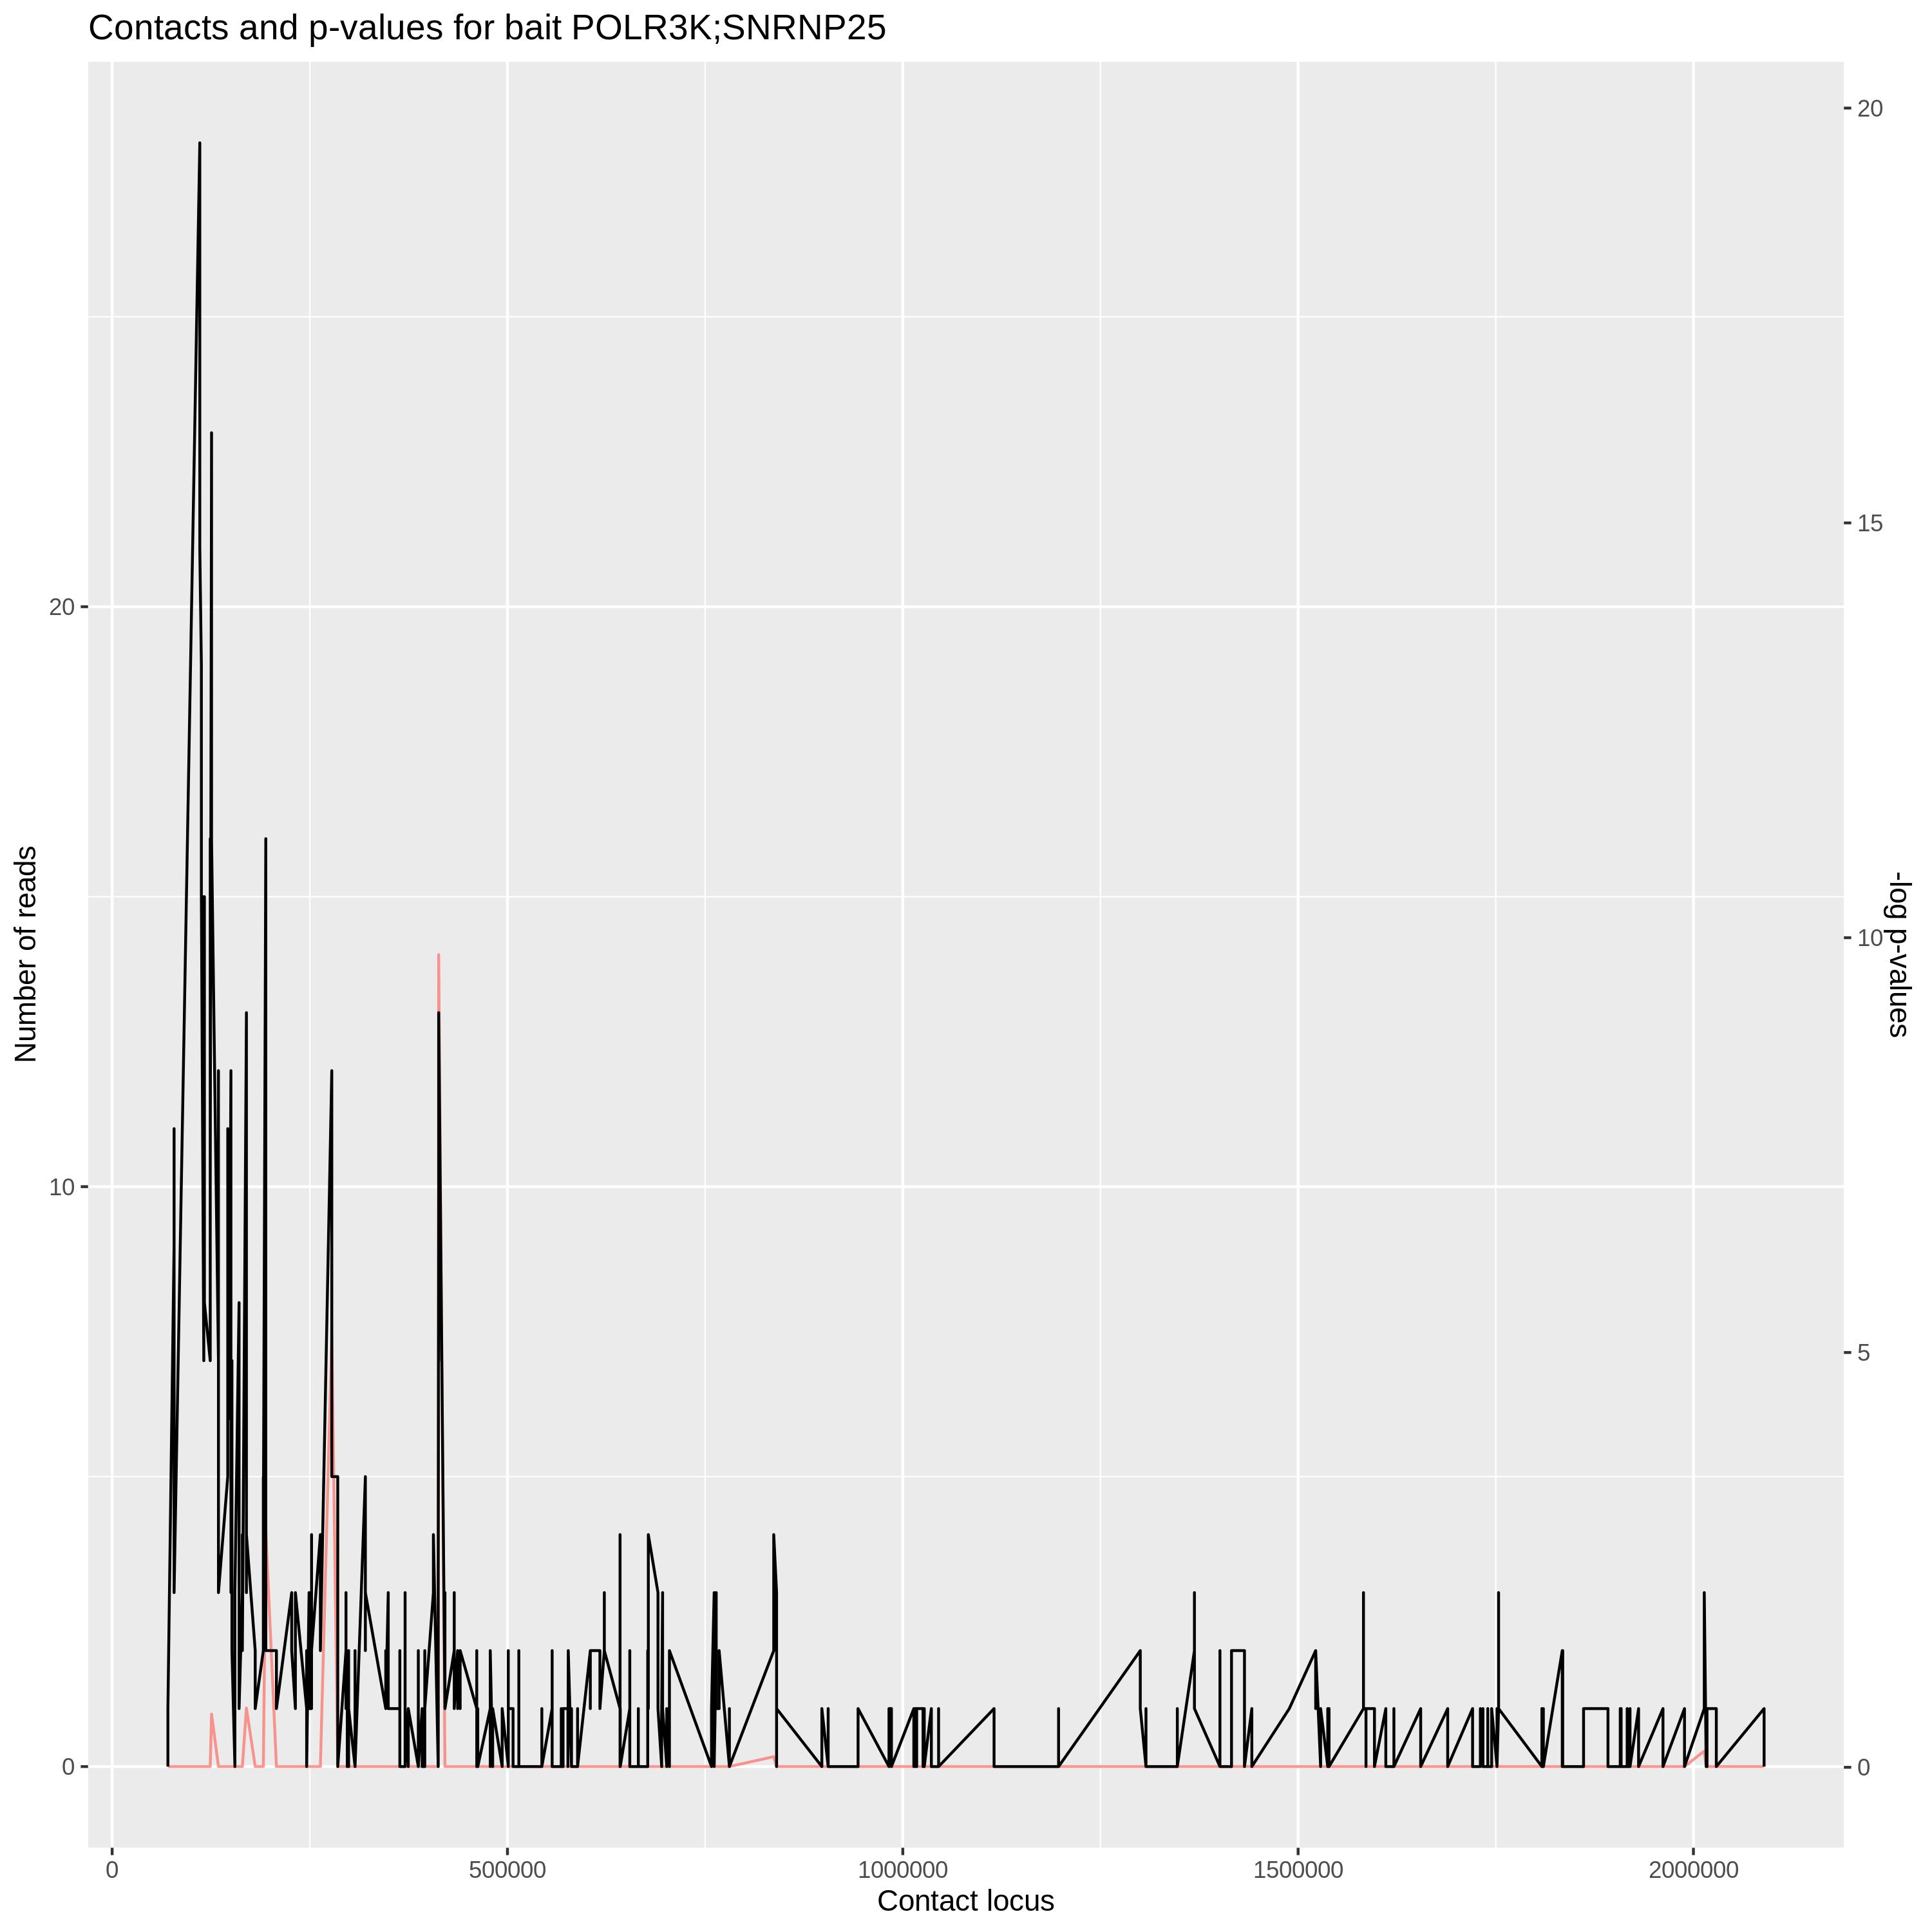 Contacts and p-values for bait POLR3K;SNRNP25
Number of reads
20
10
0
20
15
10
5
0
-log p-values
0 500000 1000000 1500000 2000000
Contact locus